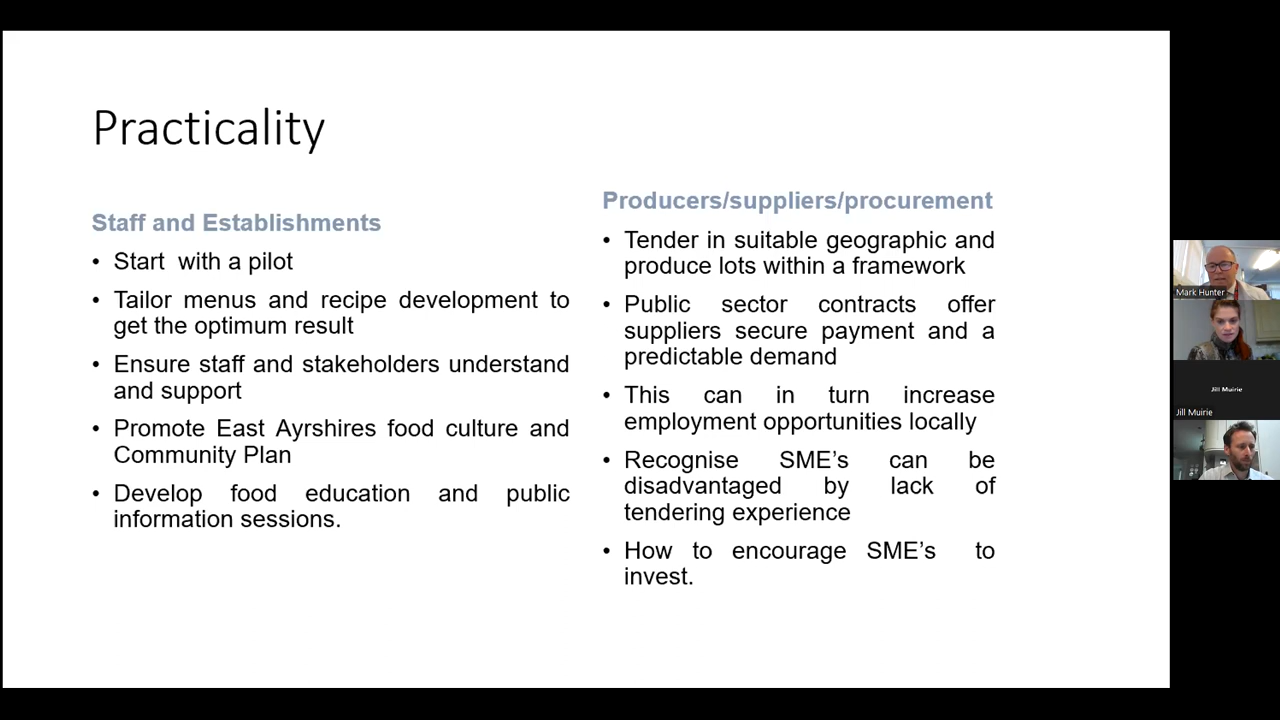 Practicality
Staff and Establishments
• Start with a pilot
• Tailor menus and recipe development to
get the optimum result
• Ensure staff and stakeholders understand
and support
• Promote East Ayrshires food culture and
Community Plan
• Develop food education and public
information sessions.
Producers/suppliers/procurement
• Tender in suitable geographic and
produce lots within a framework
• Public sector contracts offer
suppliers secure payment and a
predictable demand
• This can in turn increase
employment opportunities locally
• Recognise SME’s can be
disadvantaged by lack of
tendering experience
• How to encourage SME’s to
invest.
Mark Hunter
Jill Muirie
Jill Muirie